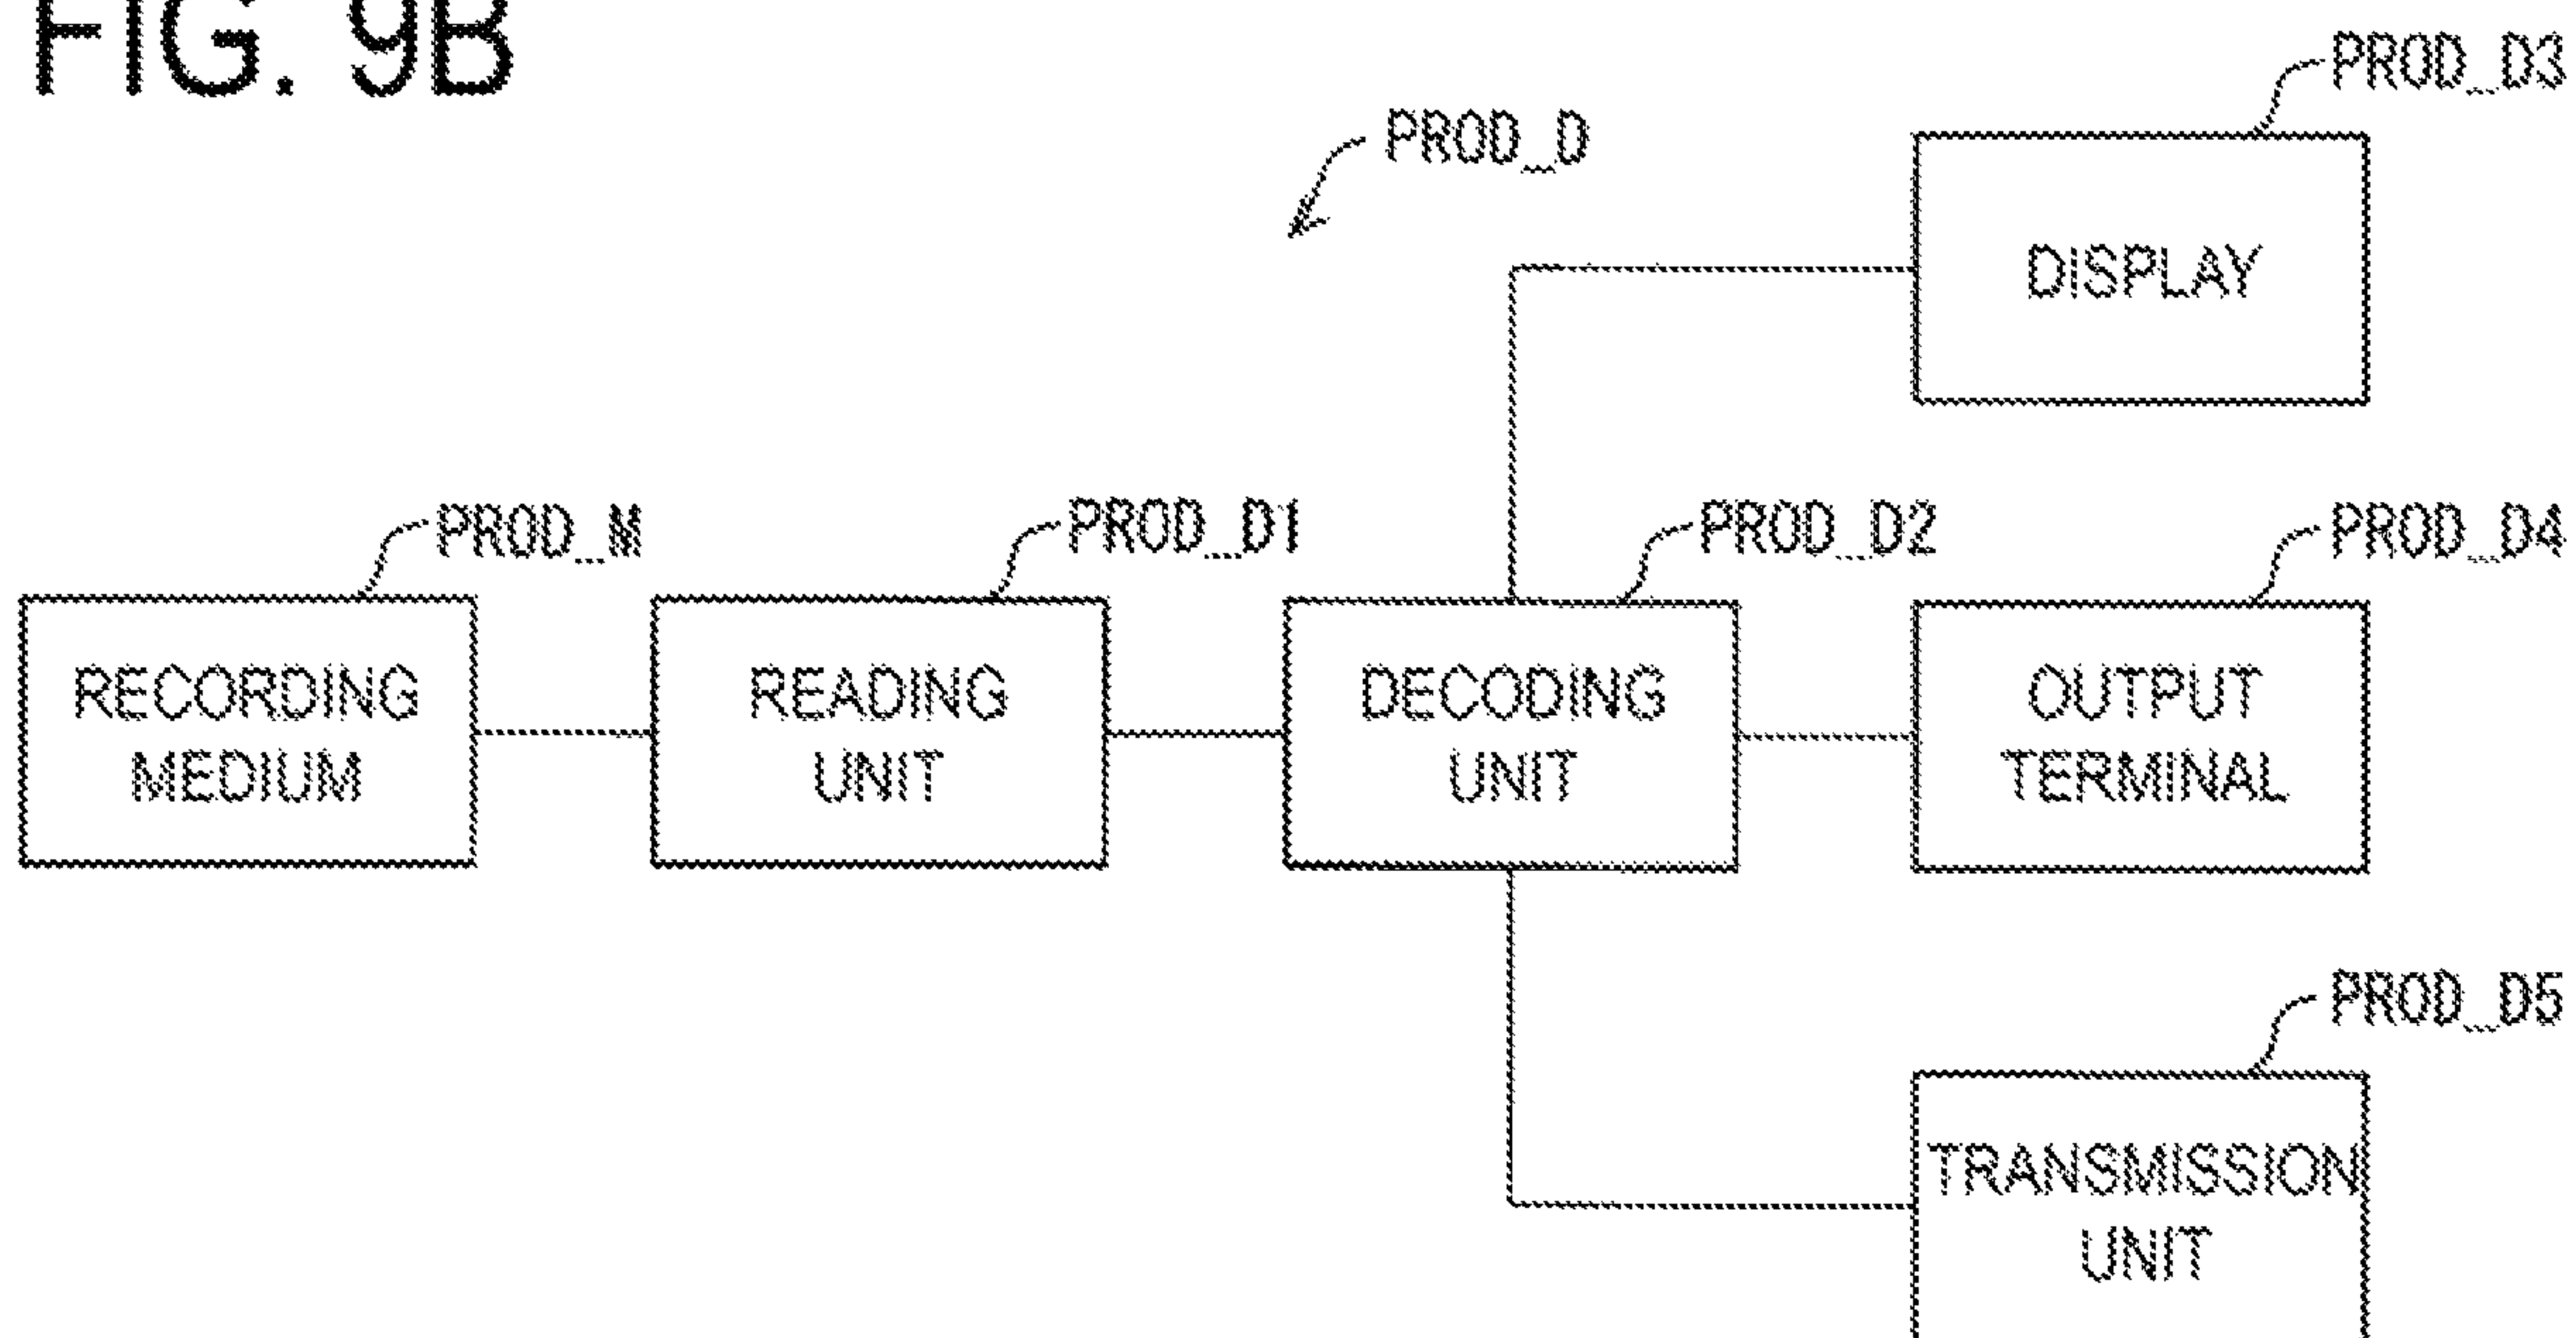 FIG. 9B
PROD_D3
PROD_D
DISPLAY
PROD_M
PROD_D1
PROD_D2
PROD_D4
RECORDING
MEDIUM
READING
UNIT
DECODING
UNIT
OUTPUT
TERMINAL
PROD_D5
TRANSMISSION
UNIT